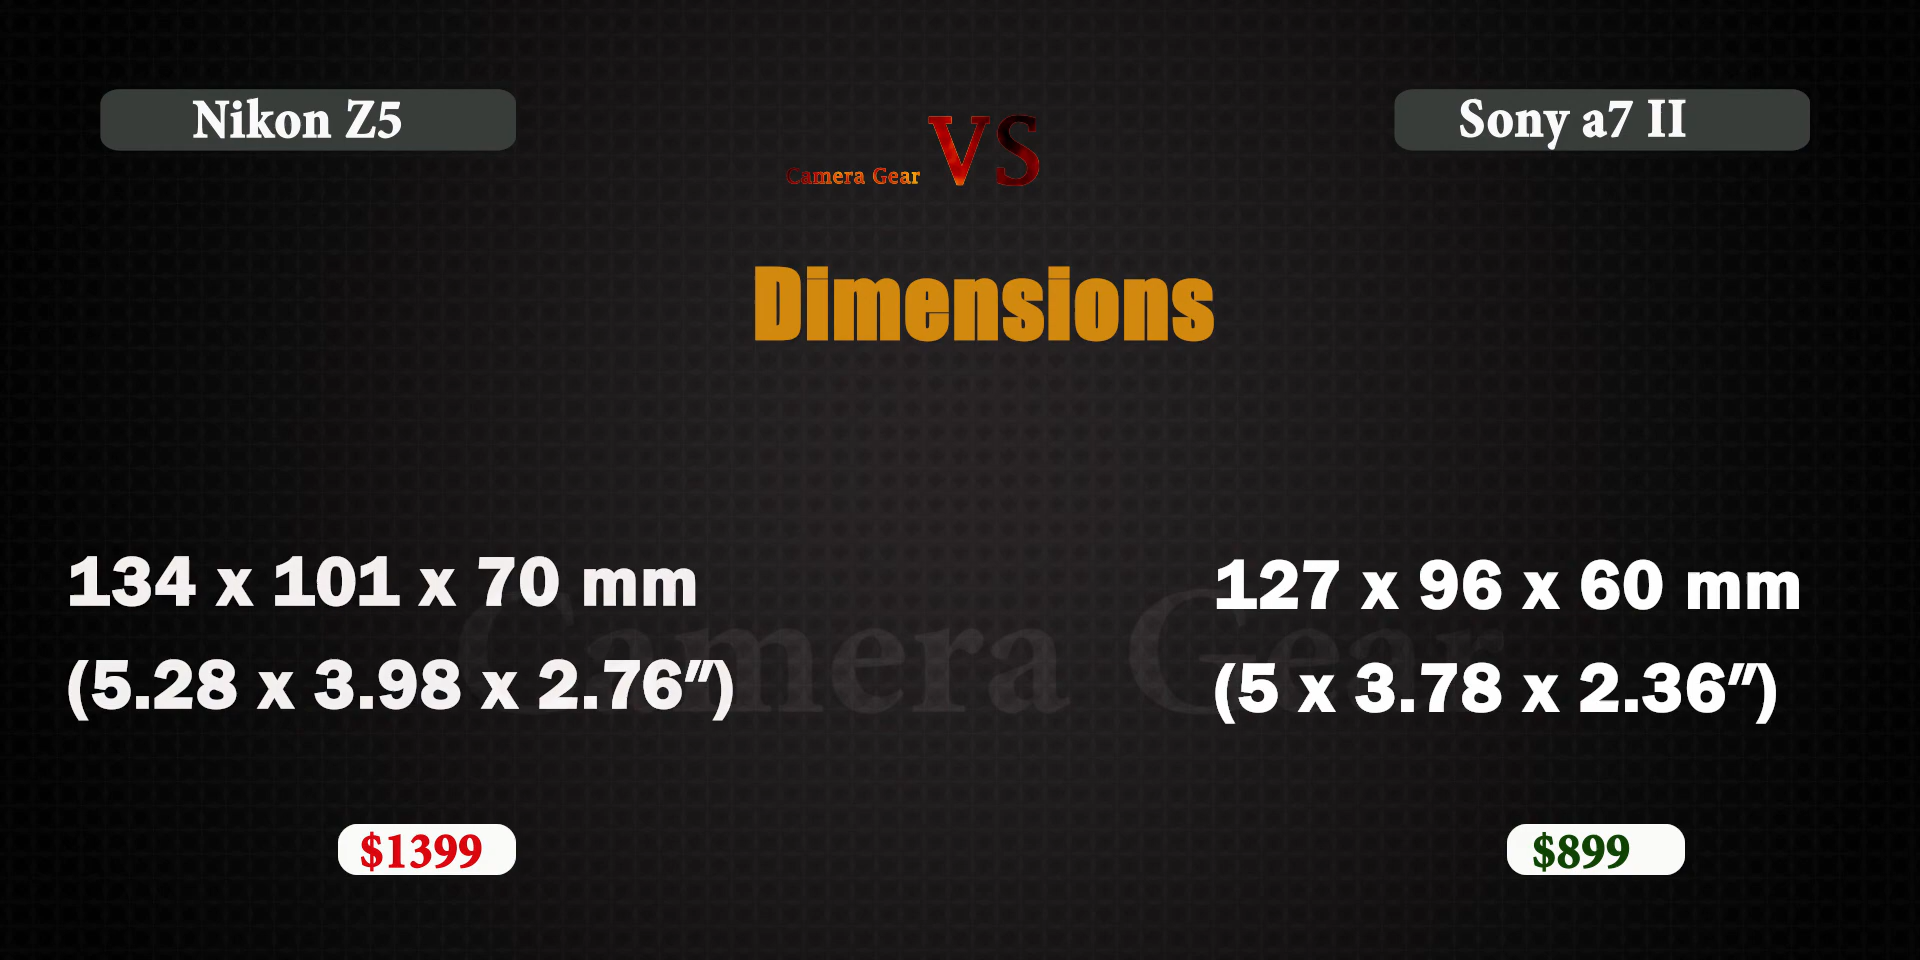 Nikon Z5
Camera Gear VS
Sony a7 II
Dimensions
134 x 101 x 70 mm
(5.28 x 3.98 x 2.76″)
127 x 96 x 60 mm
(5 x 3.78 x 2.36″)
Camera Gear
$1399
$899